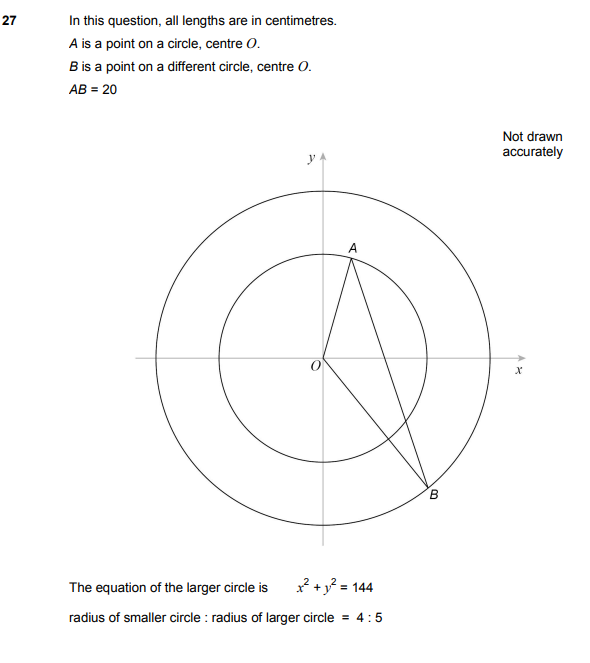 27 In this question, all lengths are in centimetres.
A is a point on a circle, centre O.
B is a point on a different circle, centre O.
AB = 20
Not drawn
accurately
y
A
O
x
B
The equation of the larger circle is x² + y² = 144
radius of smaller circle : radius of larger circle = 4 : 5